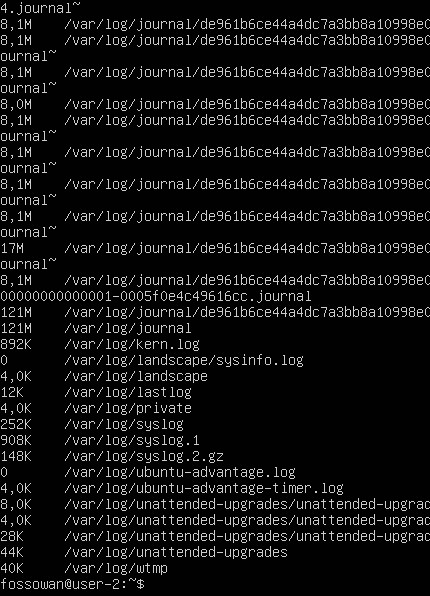 4.journal~
8,1M    /var/log/journal/de961b6ce44a4dc7a3bb8a10998e0
8,1M    /var/log/journal/de961b6ce44a4dc7a3bb8a10998e0
ournal~
8,1M    /var/log/journal/de961b6ce44a4dc7a3bb8a10998e0
ournal~
8,0M    /var/log/journal/de961b6ce44a4dc7a3bb8a10998e0
8,1M    /var/log/journal/de961b6ce44a4dc7a3bb8a10998e0
ournal~
8,1M    /var/log/journal/de961b6ce44a4dc7a3bb8a10998e0
ournal~
8,1M    /var/log/journal/de961b6ce44a4dc7a3bb8a10998e0
ournal~
8,1M    /var/log/journal/de961b6ce44a4dc7a3bb8a10998e0
ournal~
17M     /var/log/journal/de961b6ce44a4dc7a3bb8a10998e0
ournal~
8,1M    /var/log/journal/de961b6ce44a4dc7a3bb8a10998e0
00000000000001-0005f0e4c49616cc.journal
121M    /var/log/journal/de961b6ce44a4dc7a3bb8a10998e0
121M    /var/log/journal
892K    /var/log/kern.log
0       /var/log/landscape/sysinfo.log
4,0K    /var/log/landscape
12K     /var/log/lastlog
4,0K    /var/log/private
252K    /var/log/syslog
908K    /var/log/syslog.1
148K    /var/log/syslog.2.gz
0       /var/log/ubuntu-advantage.log
4,0K    /var/log/ubuntu-advantage-timer.log
8,0K    /var/log/unattended-upgrades/unattended-upgrad
4,0K    /var/log/unattended-upgrades/unattended-upgrad
28K     /var/log/unattended-upgrades/unattended-upgrad
44K     /var/log/unattended-upgrades
40K     /var/log/wtmp
fossowan@user-2:~$